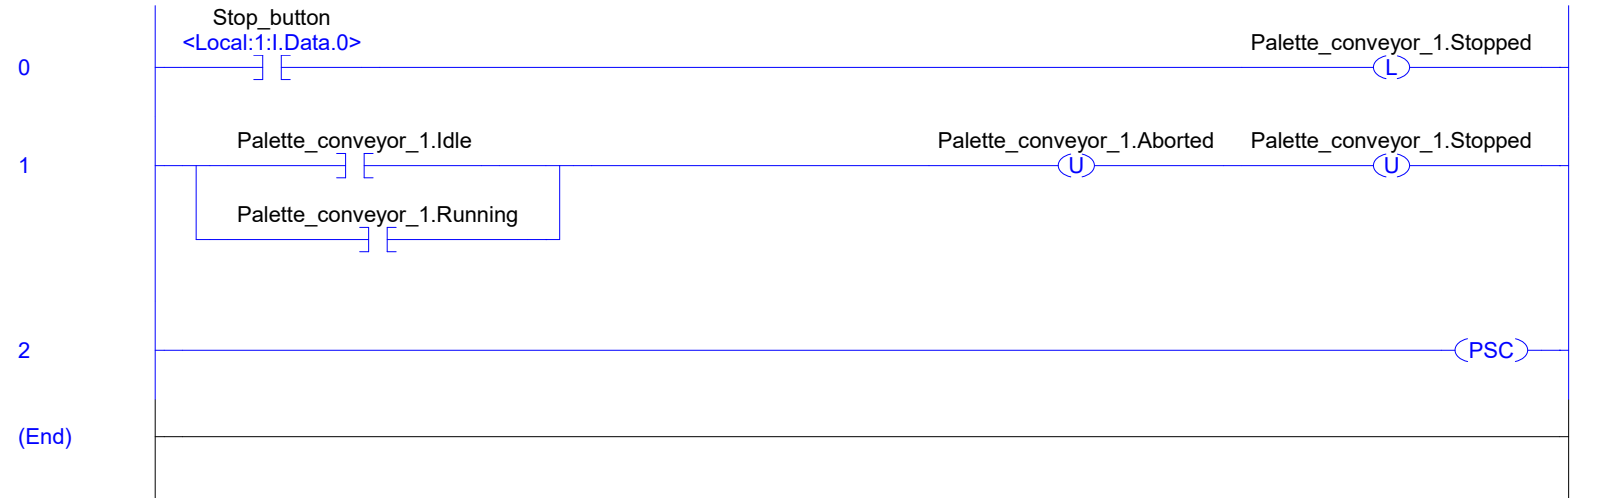 Stop_button
<Local:1:I.Data.0>
Palette_conveyor_1.Stopped
0
L
Palette_conveyor_1.Idle
Palette_conveyor_1.Aborted
Palette_conveyor_1.Stopped
1
U
U
Palette_conveyor_1.Running
2
PSC
(End)